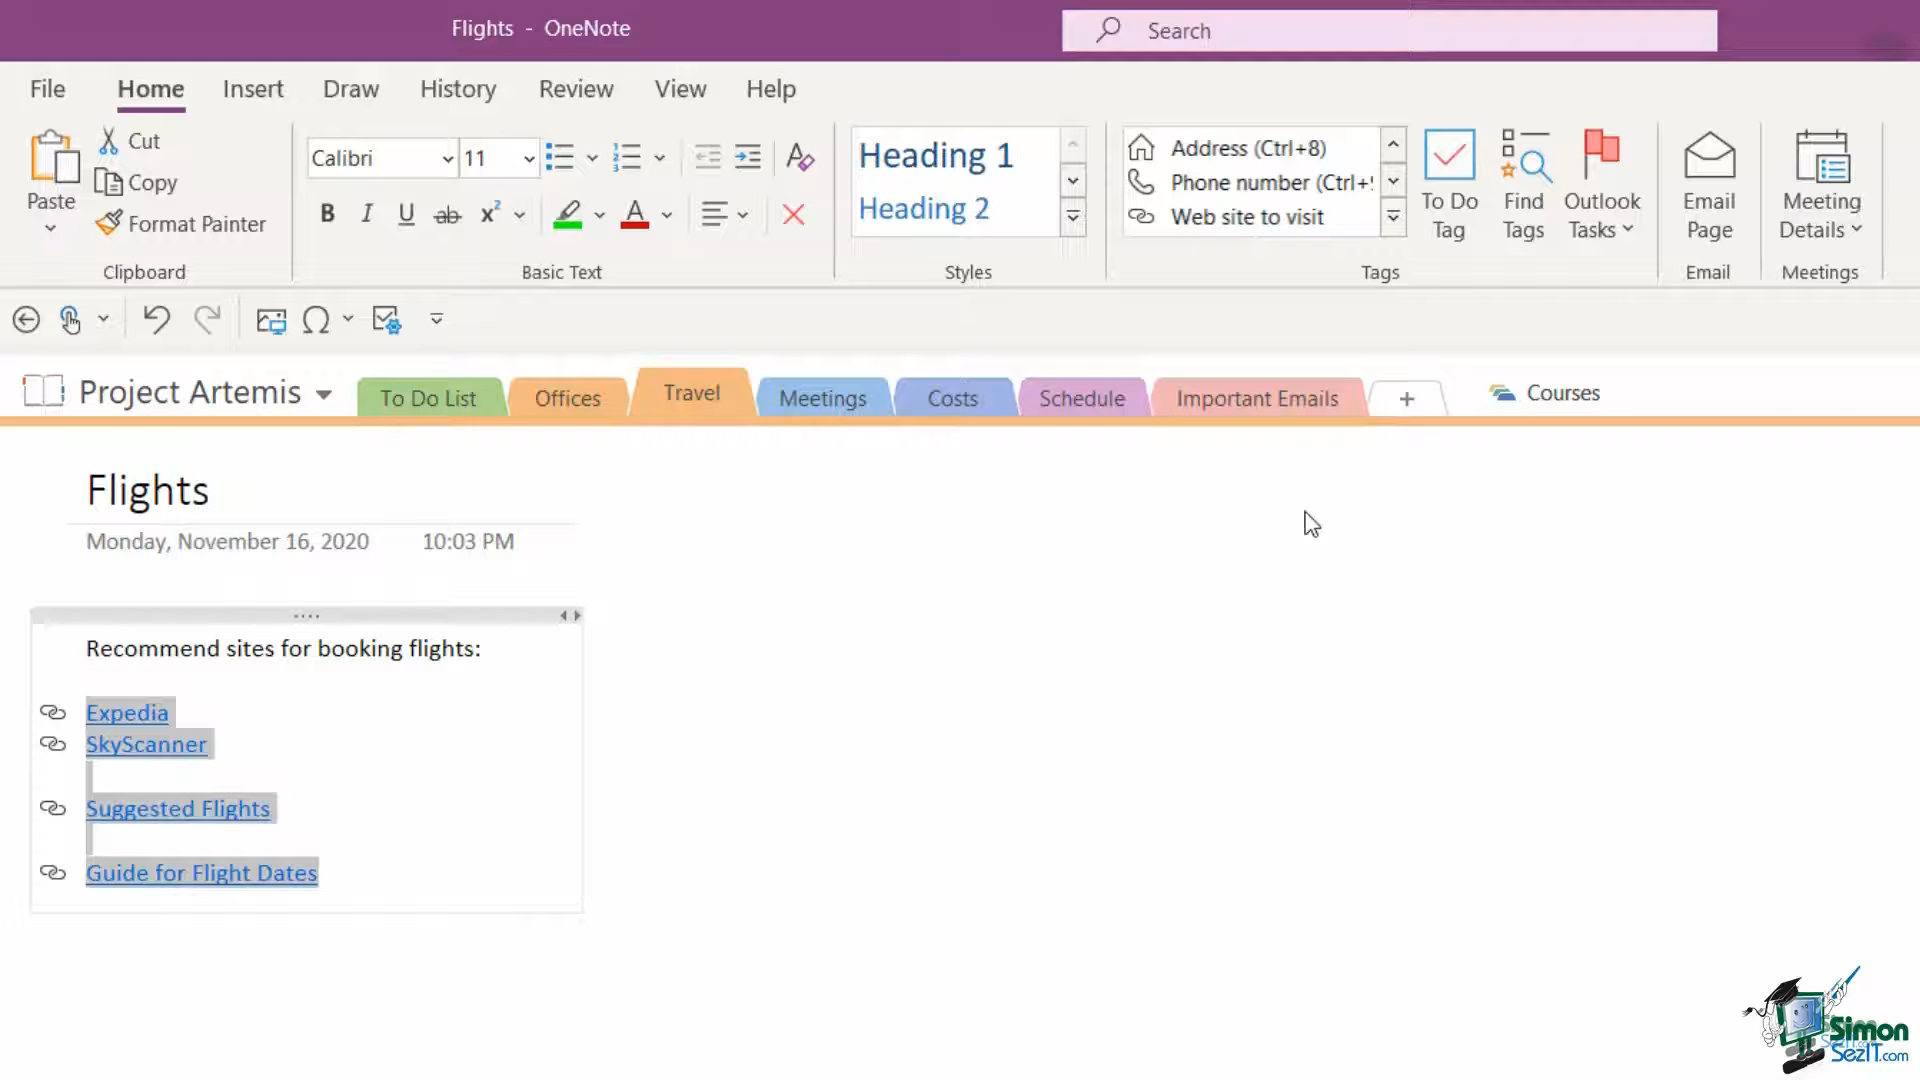 Flights - OneNote
Search
File Home Insert Draw History Review View Help
Paste
Cut
Copy
Format Painter
Clipboard
Calibri 11
B I U ab x²
A
Basic Text
Heading 1
Heading 2
Styles
Address (Ctrl+8)
Phone number (Ctrl+9
Web site to visit
To Do Tag
Find Tags
Outlook Tasks
Tags
Email Page
Email
Meeting Details
Meetings
Project Artemis
To Do List Offices Travel Meetings Costs Schedule Important Emails +
Courses
Flights
Monday, November 16, 2020 10:03 PM
Recommend sites for booking flights:
Expedia
SkyScanner
Suggested Flights
Guide for Flight Dates
Simon
SezIT.com